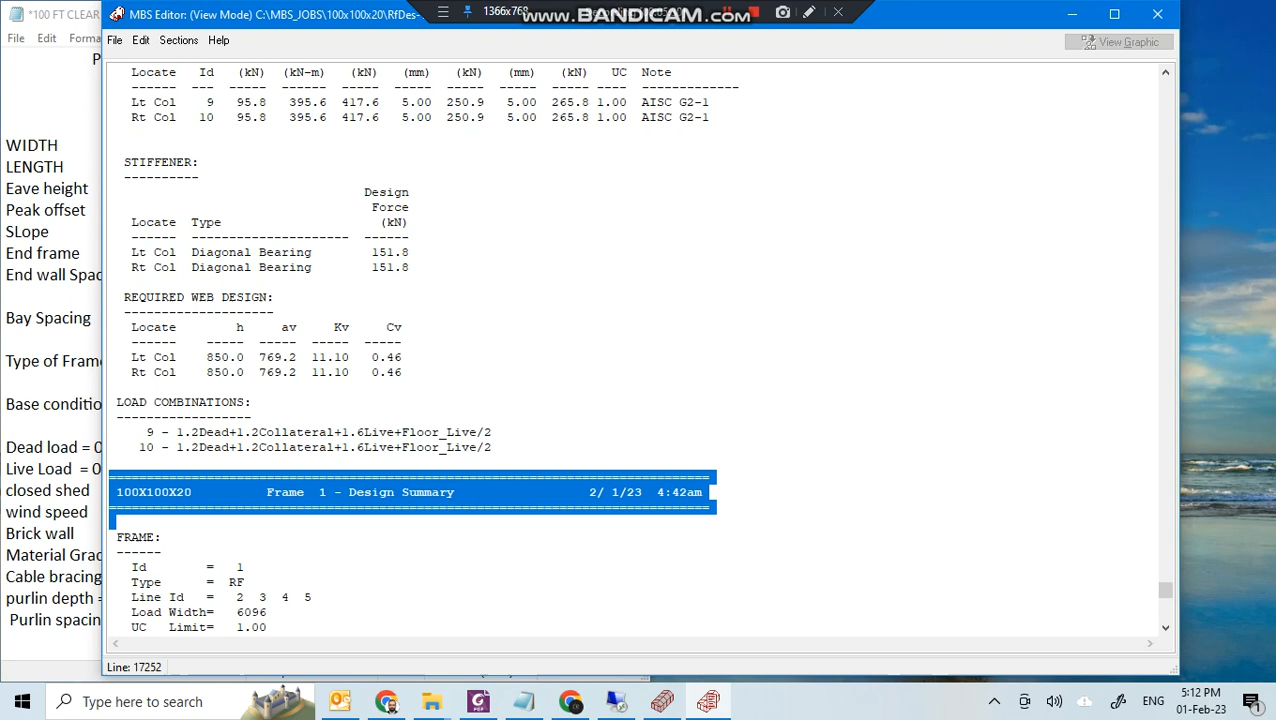 *100 FT CLEAR
MBS Editor: (View Mode) C:\MBS_JOBS\100x100x20\RfDes-
1366x768
www.BANDICAM.com
File Edit Forma
File Edit Sections Help
View Graphic
P
WIDTH
LENGTH
Eave height
Peak offset
SLope
End frame
End wall Spac
Bay Spacing
Type of Fram
Base conditio
Dead load = 0
Live Load = 0
closed shed
wind speed
Brick wall
Material Grad
Cable bracing
purlin depth =
Purlin spacin
Locate Id (kN) (kN-m) (kN) (mm) (kN) (mm) (kN) UC Note
------ --- ----- ------ ----- ----- ----- ----- ----- ---- -------------
Lt Col 9 95.8 395.6 417.6 5.00 250.9 5.00 265.8 1.00 AISC G2-1
Rt Col 10 95.8 395.6 417.6 5.00 250.9 5.00 265.8 1.00 AISC G2-1
STIFFENER:
----------
Design
Force
Locate Type (kN)
------ --------------------- ------
Lt Col Diagonal Bearing 151.8
Rt Col Diagonal Bearing 151.8
REQUIRED WEB DESIGN:
--------------------
Locate h av Kv Cv
------ ----- ----- ----- -----
Lt Col 850.0 769.2 11.10 0.46
Rt Col 850.0 769.2 11.10 0.46
LOAD COMBINATIONS:
------------------
9 - 1.2Dead+1.2Collateral+1.6Live+Floor_Live/2
10 - 1.2Dead+1.2Collateral+1.6Live+Floor_Live/2
===============================================================================
100X100X20 Frame 1 - Design Summary 2/ 1/23 4:42am
===============================================================================
FRAME:
------
Id = 1
Type = RF
Line Id = 2 3 4 5
Load Width= 6096
UC Limit= 1.00
Line: 17252
Type here to search
ENG
5:12 PM
01-Feb-23
1